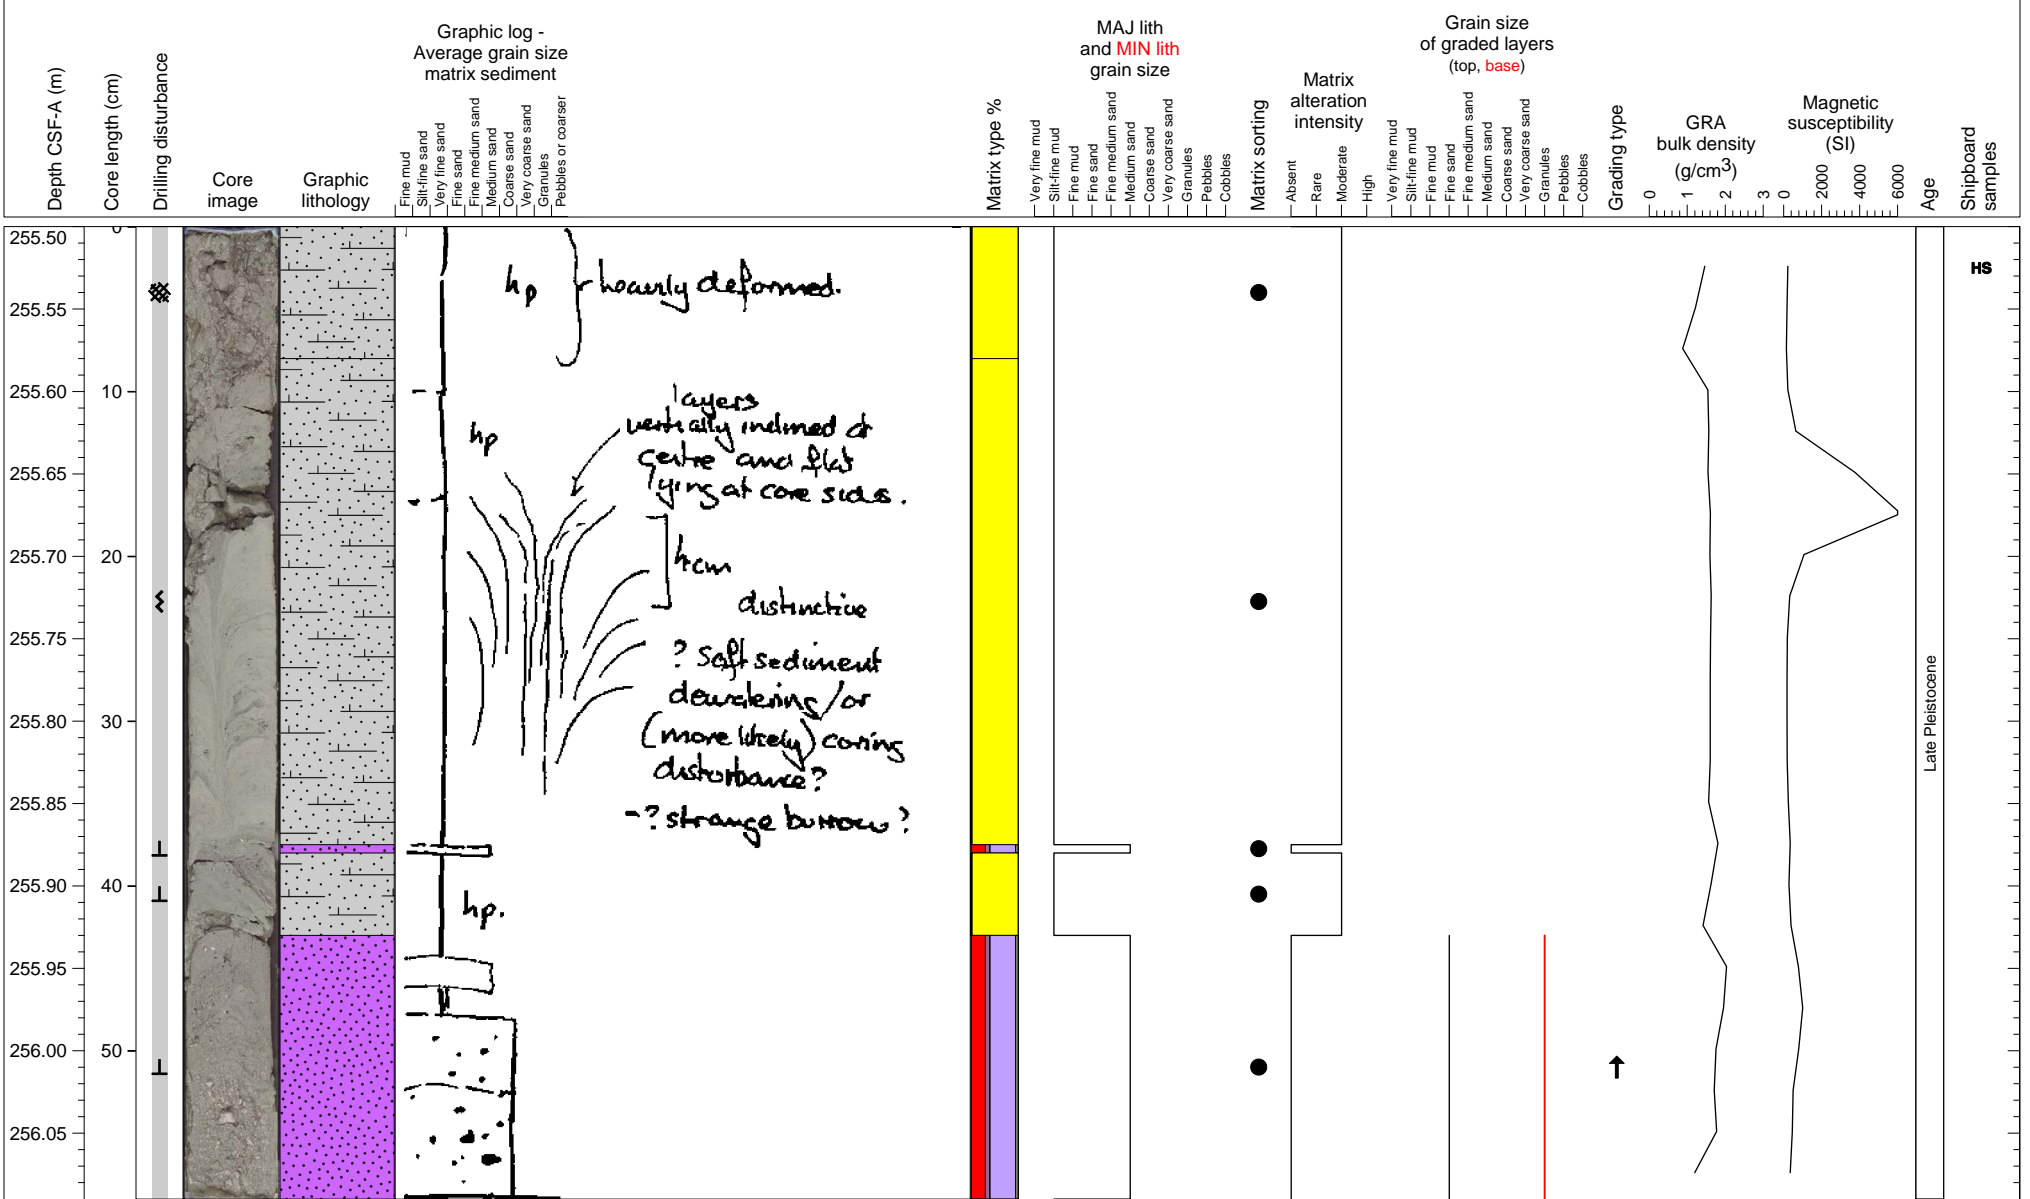 Depth CSF-A (m)
Core length (cm)
Drilling disturbance
Core
image
Graphic
lithology
Graphic log -
Average grain size
matrix sediment
Fine mud
Silt-fine sand
Very fine sand
Fine sand
Fine medium sand
Medium sand
Coarse sand
Very coarse sand
Granules
Pebbles or coarser
Matrix type %
MAJ lith
and MIN lith
grain size
Very fine mud
Silt-fine mud
Fine mud
Fine sand
Fine medium sand
Medium sand
Coarse sand
Very coarse sand
Granules
Pebbles
Cobbles
Matrix sorting
Matrix
alteration
intensity
Absent
Rare
Moderate
High
Grain size
of graded layers
(top, base)
Very fine mud
Silt-fine mud
Fine mud
Fine sand
Fine medium sand
Medium sand
Coarse sand
Very coarse sand
Granules
Pebbles
Cobbles
Grading type
GRA
bulk density
(g/cm3)
0 1 2 3
Magnetic
susceptibility
(SI)
0 2000 4000 6000
Age
Shipboard
samples
255.50
255.55
255.60
255.65
255.70
255.75
255.80
255.85
255.90
255.95
256.00
256.05
0
10
20
30
40
50
hp heavily deformed.
hp
layers
vertically inclined at
centre and flat
lying at core sides.
4cm
distinctive
? Soft sediment
dewatering/or
(more likely) coring
disturbance?
-? strange burrow?
hp.
Late Pleistocene
HS